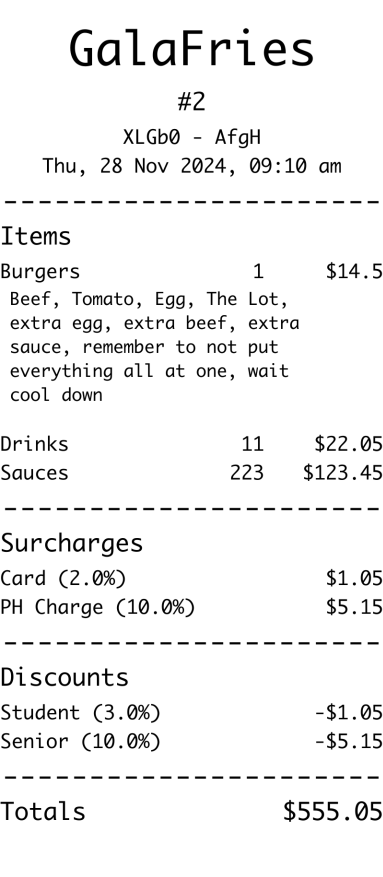 GalaFries
#2
XLGb0 - AfgH
Thu, 28 Nov 2024, 09:10 am
Items
Burgers 1 $14.5
Beef, Tomato, Egg, The Lot,
extra egg, extra beef, extra
sauce, remember to not put
everything all at one, wait
cool down
Drinks 11 $22.05
Sauces 223 $123.45
Surcharges
Card (2.0%) $1.05
PH Charge (10.0%) $5.15
Discounts
Student (3.0%) -$1.05
Senior (10.0%) -$5.15
Totals $555.05